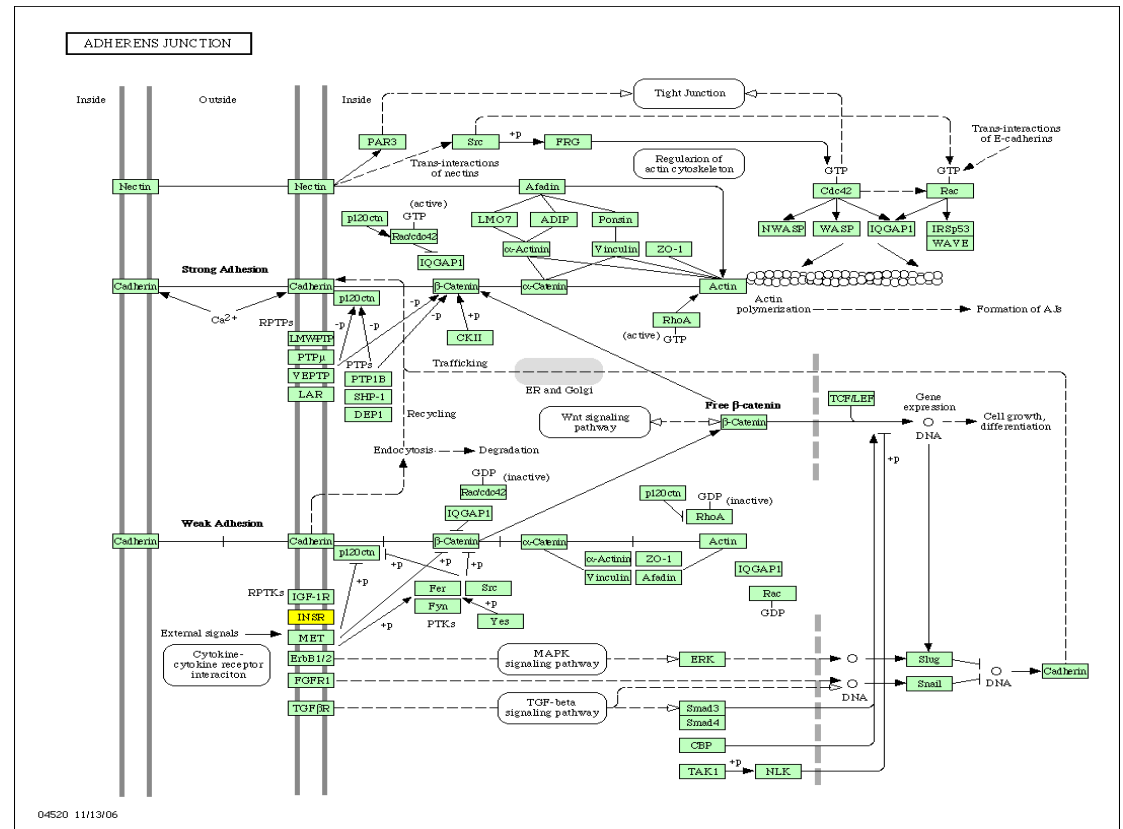 ADHERENS JUNCTION
Inside
Outside
Inside
Tight Junction
PAR3
Src
+p
FRG
Trans-interactions
of nectins
Regularion of
actin cytoskeleton
Trans-interactions
of E-cadherins
GTP
GTP
Nectin
Nectin
Afadin
Cdc42
Rac
p120ctn
(active)
GTP
Rac/cdc42
IQGAP1
LMO7
ADIP
Ponsin
α-Actinin
Vinculin
ZO-1
NWASP
WASP
IQGAP1
IRSp53
WAVE
Strong Adhesion
Cadherin
Cadherin
p120ctn
β-Catenin
α-Catenin
Actin
Ca2+
Actin
polymerization
Formation of AJs
RPTPs
-p
-p
-p
-p
+p
CKII
RhoA
(active)
GTP
LMWPTP
PTPμ
VEPTP
LAR
PTPs
PTP1B
SHP-1
DEP1
Trafficking
ER and Golgi
Recycling
Free β-catenin
Wnt signaling
pathway
β-Catenin
TCF/LEF
Gene
expression
DNA
Cell growth,
differentiation
+p
Endocytosis
Degradation
GDP
(inactive)
Rac/cdc42
IQGAP1
p120ctn
GDP
(inactive)
RhoA
Weak Adhesion
Cadherin
Cadherin
p120ctn
β-Catenin
α-Catenin
Actin
α-Actinin
ZO-1
Vinculin
Afadin
IQGAP1
Rac
GDP
+p
+p
+p
+p
+p
+p
Fer
Src
Fyn
Yes
PTKs
RPTKs
IGF-1R
INSR
MET
ErbB1/2
FGFR1
TGFβR
External signals
Cytokine-
cytokine receptor
interaciton
MAPK
signaling pathway
ERK
Slug
Snail
DNA
DNA
Cadherin
TGF-beta
signaling pathway
Smad3
Smad4
CBP
TAK1
+p
NLK
04520 11/13/06